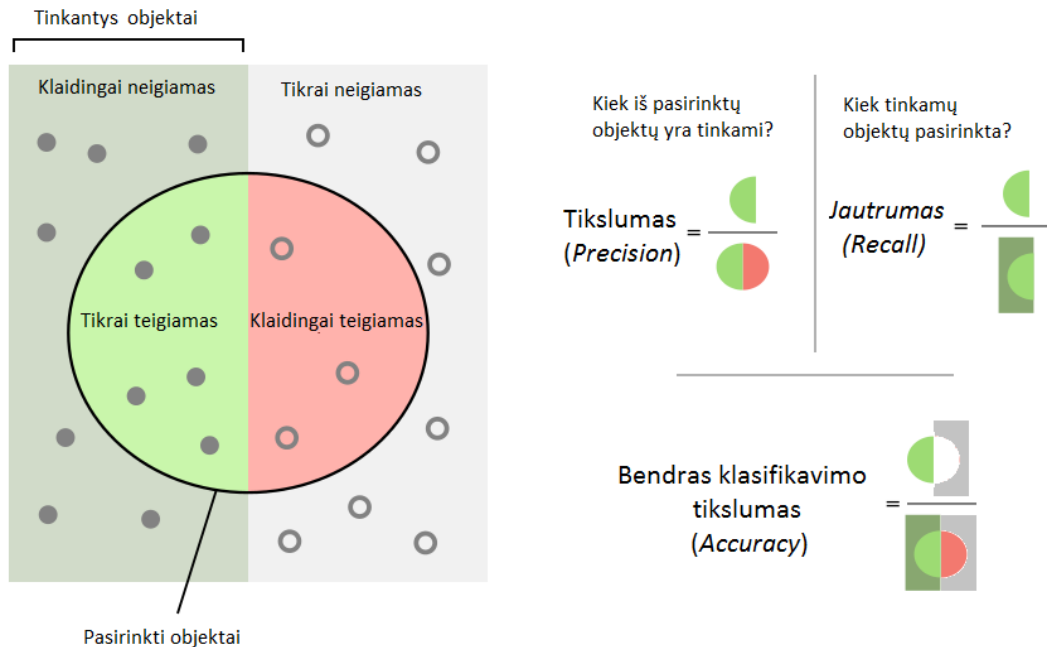 Tinkantys objektai
Klaidingai neigiamas
Tikrai neigiamas
Tikrai teigiamas
Klaidingai teigiamas
Pasirinkti objektai
Kiek iš pasirinktų
objektų yra tinkami?
Tikslumas
(Precision)
=
Kiek tinkamų
objektų pasirinkta?
Jautrumas
(Recall)
=
Bendras klasifikavimo
tikslumas
(Accuracy)
=